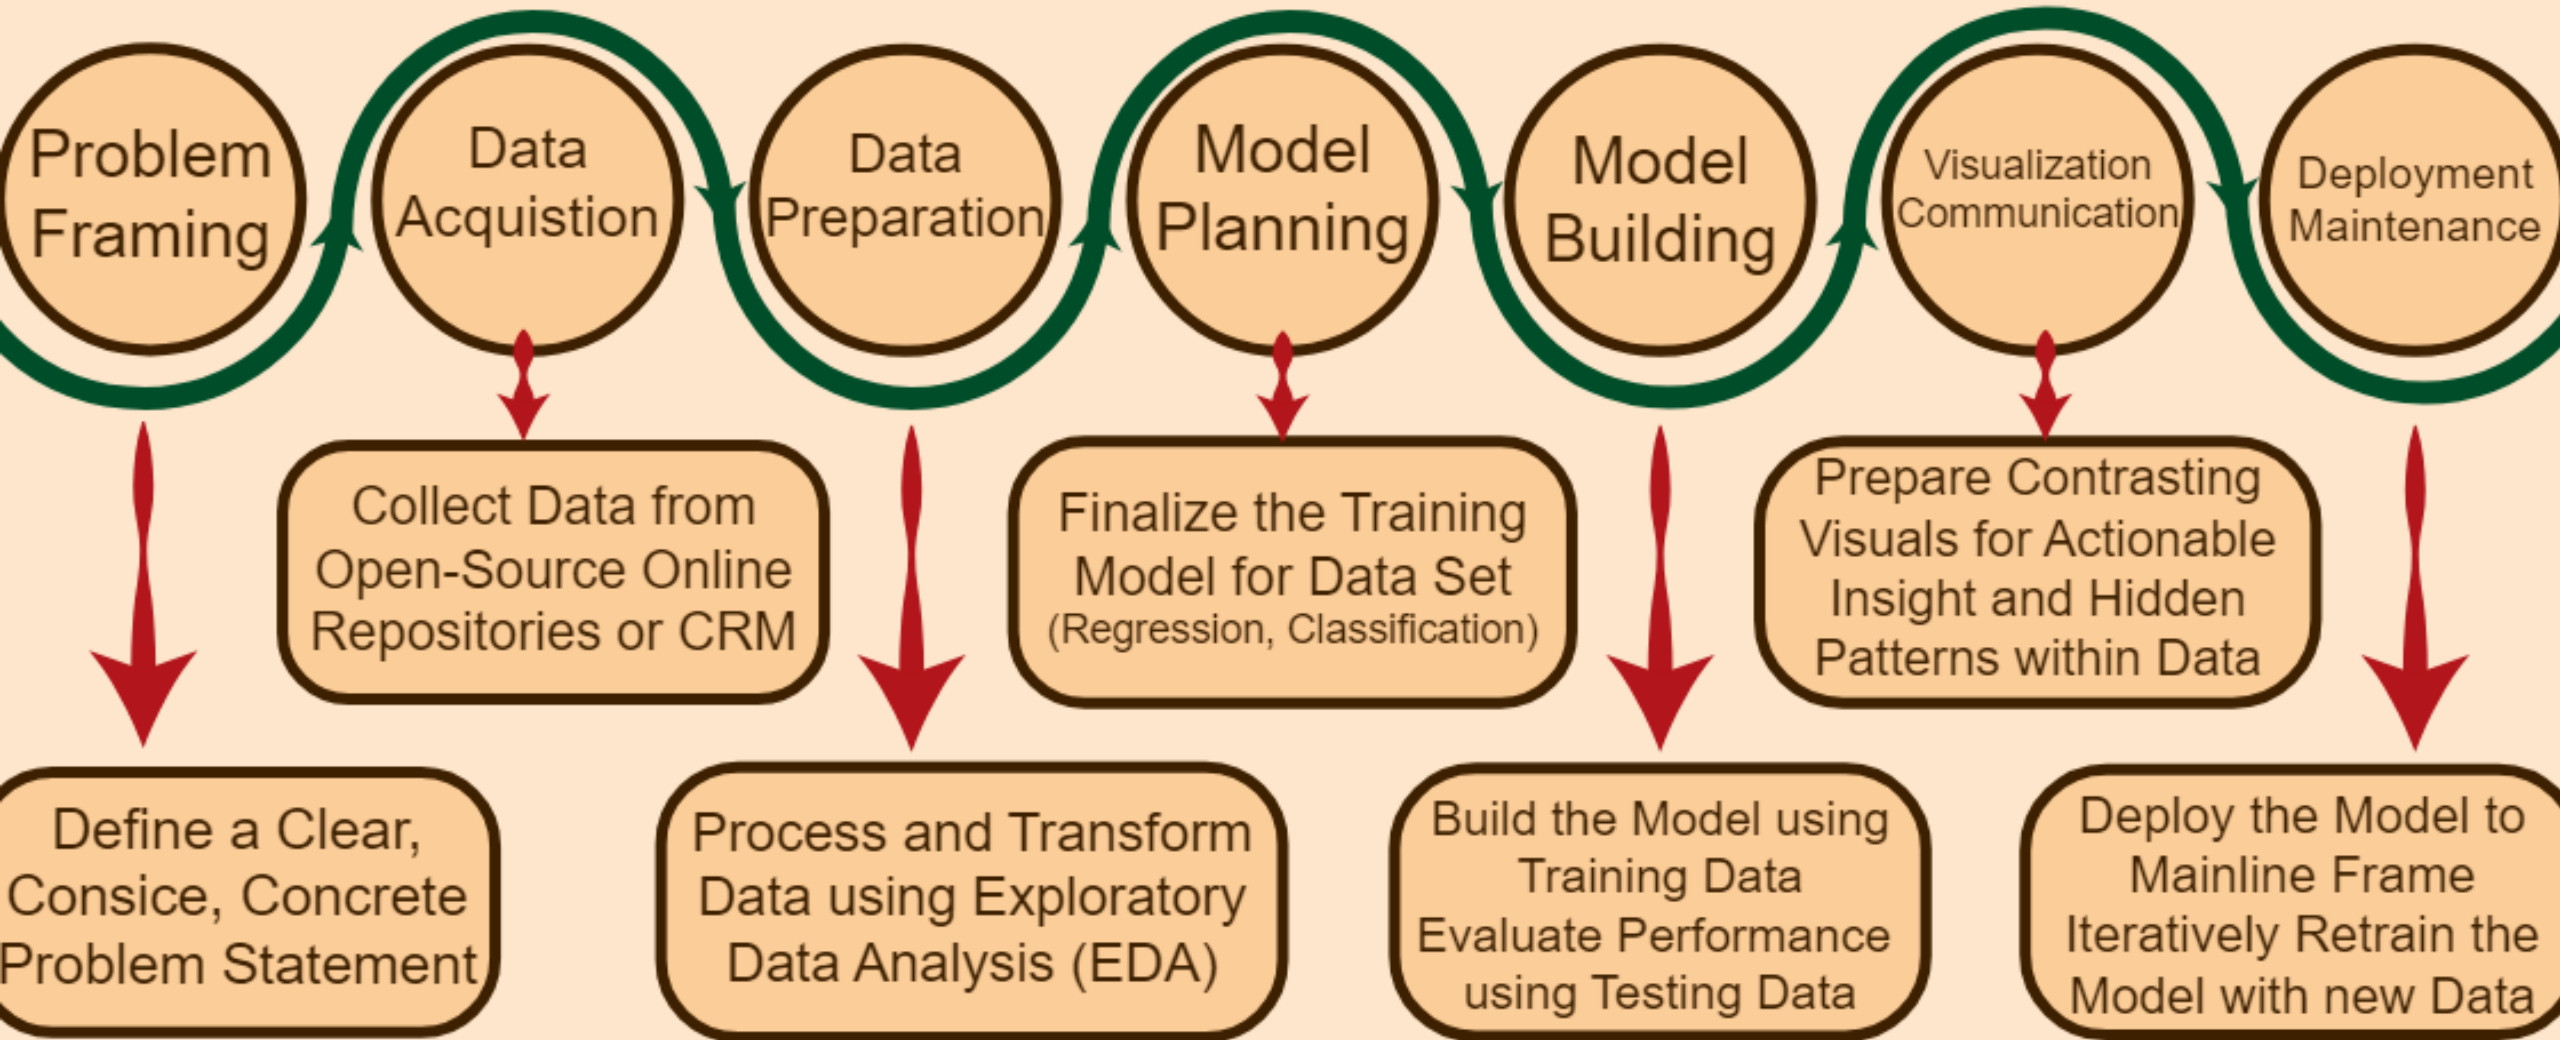 Problem
Framing
Data
Acquistion
Data
Preparation
Model
Planning
Model
Building
Visualization
Communication
Deployment
Maintenance
Collect Data from
Open-Source Online
Repositories or CRM
Finalize the Training
Model for Data Set
(Regression, Classification)
Prepare Contrasting
Visuals for Actionable
Insight and Hidden
Patterns within Data
Define a Clear,
Consice, Concrete
Problem Statement
Process and Transform
Data using Exploratory
Data Analysis (EDA)
Build the Model using
Training Data
Evaluate Performance
using Testing Data
Deploy the Model to
Mainline Frame
Iteratively Retrain the
Model with new Data